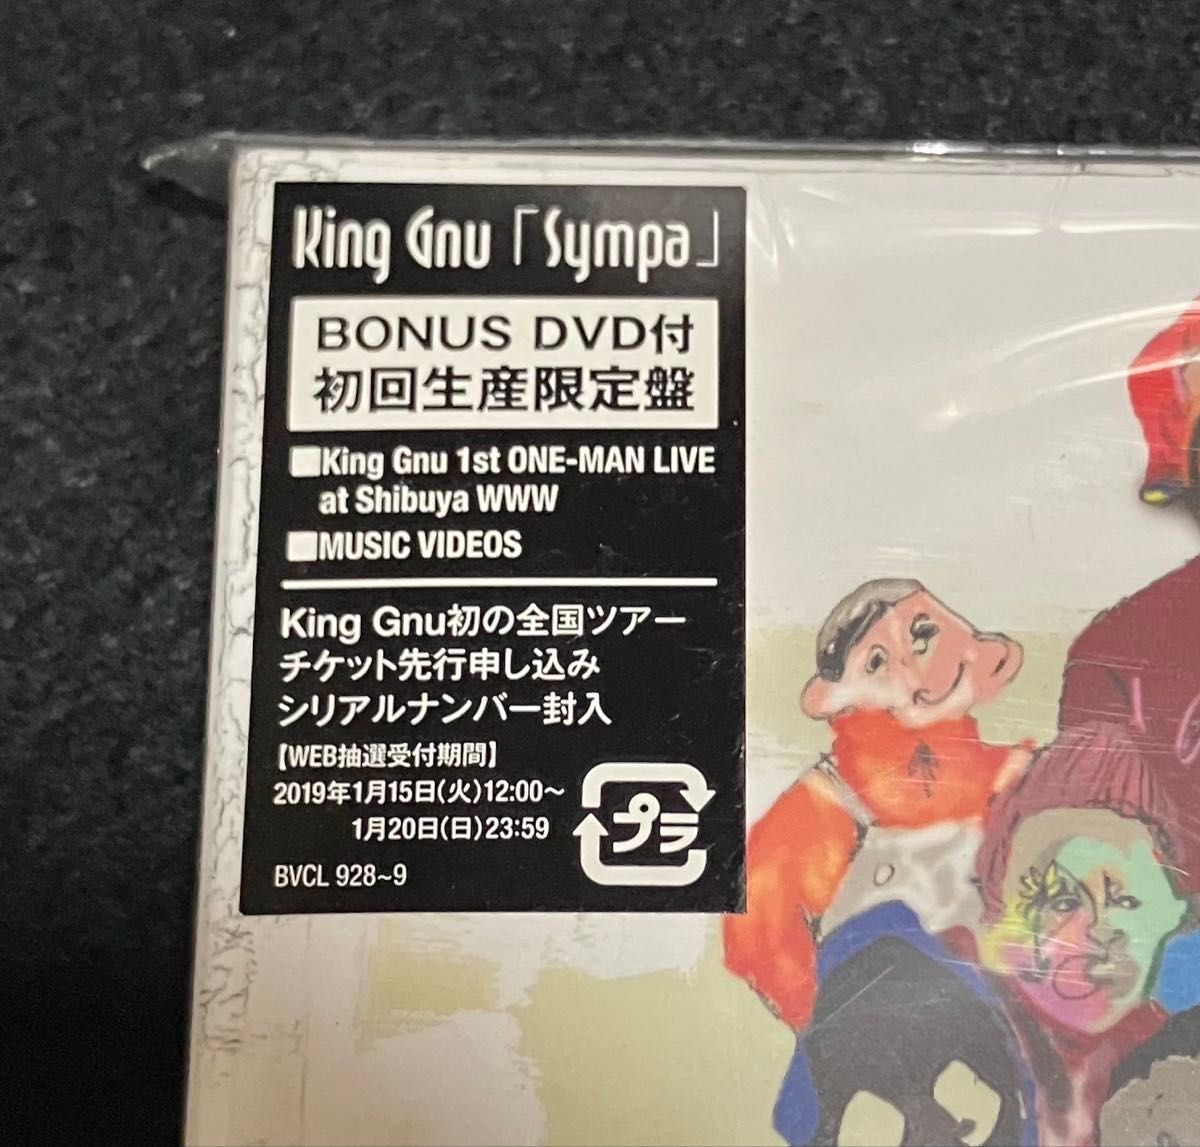 King Gnu「Sympa」
BONUS DVD付
初回生産限定盤
■King Gnu 1st ONE-MAN LIVE
at Shibuya WWW
■MUSIC VIDEOS
King Gnu初の全国ツアー
チケット先行申し込み
シリアルナンバー封入
【WEB抽選受付期間】
2019年1月15日(火)12:00~
1月20日(日)23:59
プラ
BVCL 928~9